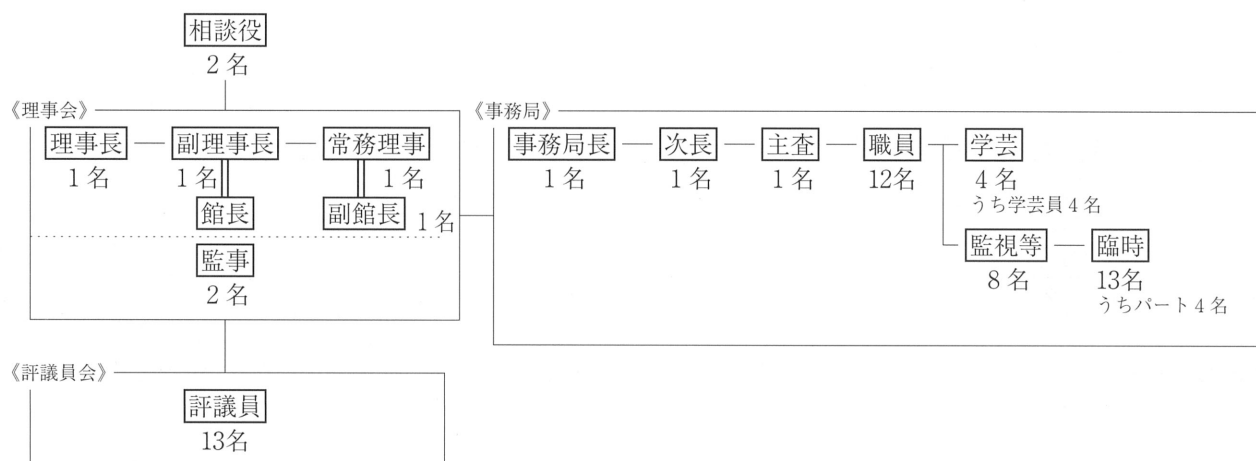 相談役
2名
《理事会》
理事長 副理事長 常務理事
1名 1名 1名
館長 副館長 1名
監事
2名
《事務局》
事務局長 次長 主査 職員 学芸
1名 1名 1名 12名 4名
うち学芸員4名
監視等 臨時
8名 13名
うちパート4名
《評議員会》
評議員
13名